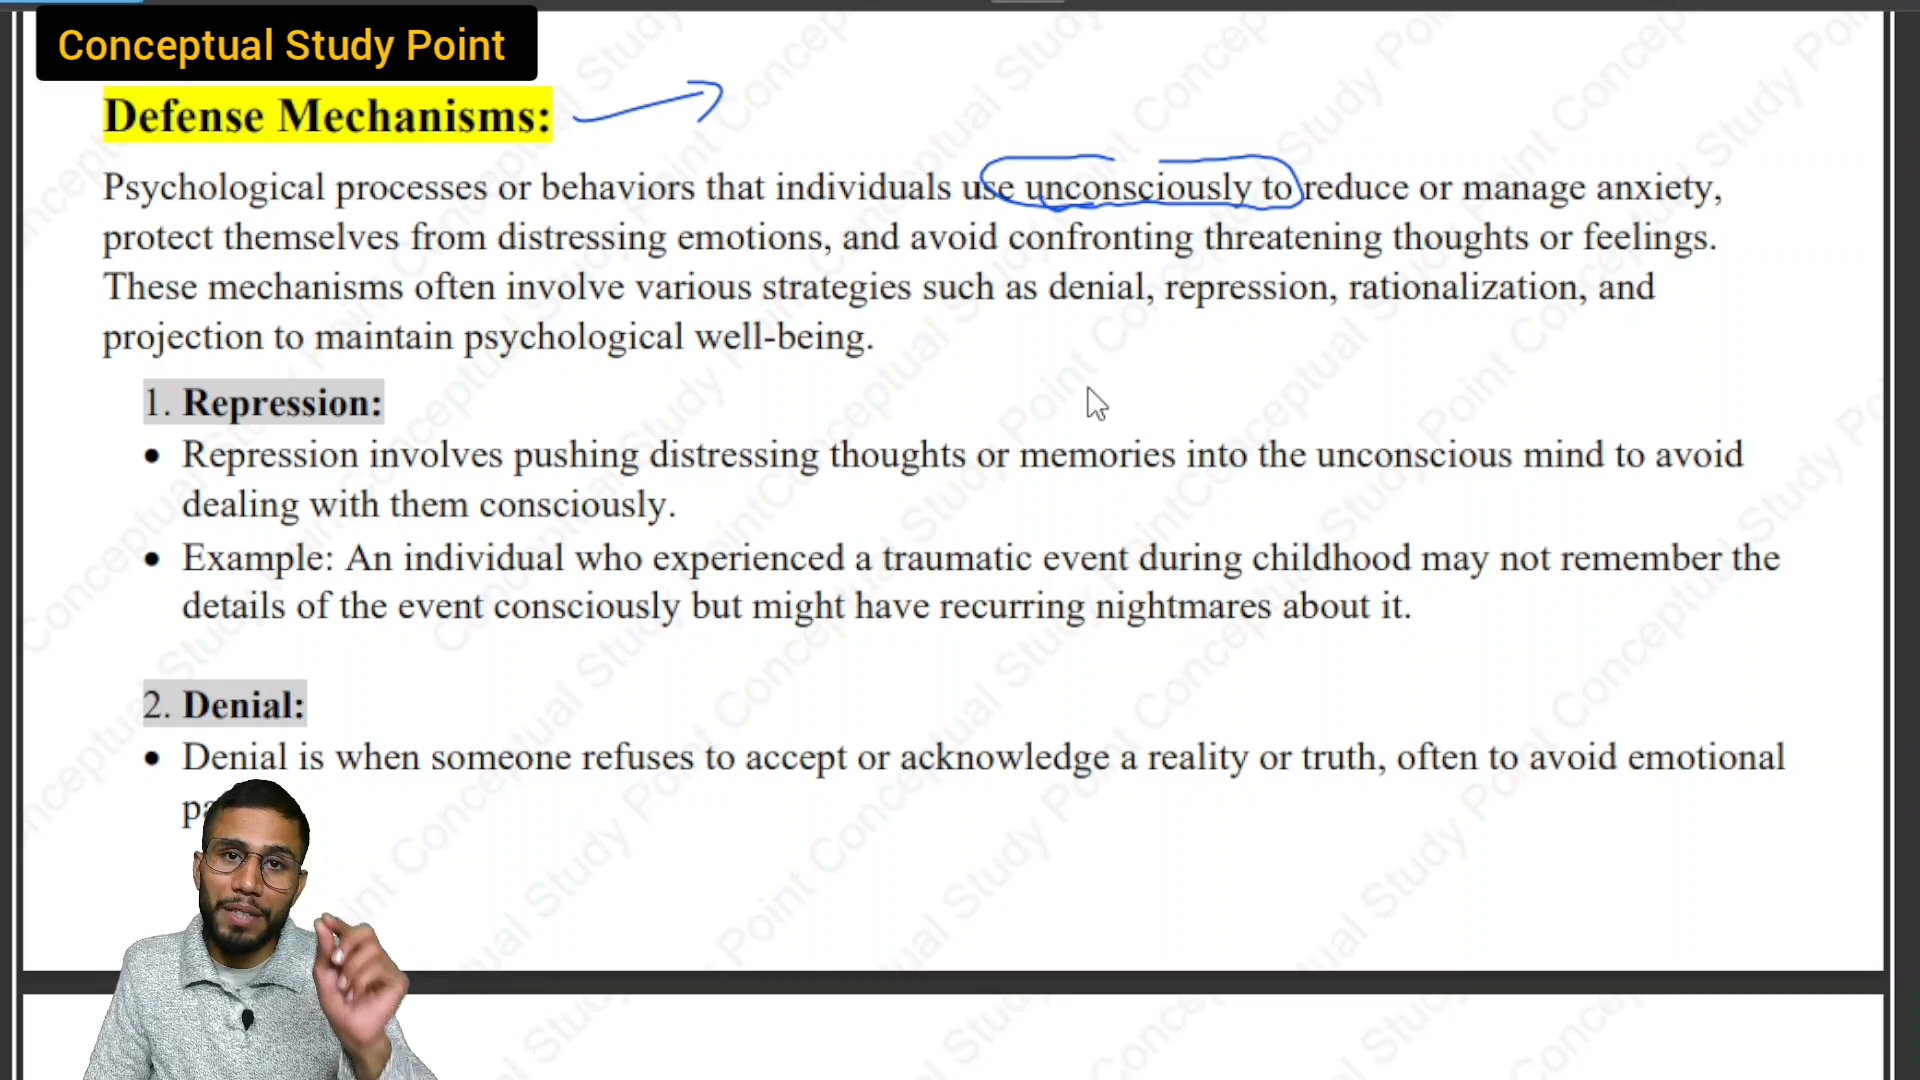 Conceptual Study Point
Defense Mechanisms:
Psychological processes or behaviors that individuals use unconsciously to reduce or manage anxiety,
protect themselves from distressing emotions, and avoid confronting threatening thoughts or feelings.
These mechanisms often involve various strategies such as denial, repression, rationalization, and
projection to maintain psychological well-being.
1. Repression:
• Repression involves pushing distressing thoughts or memories into the unconscious mind to avoid
dealing with them consciously.
• Example: An individual who experienced a traumatic event during childhood may not remember the
details of the event consciously but might have recurring nightmares about it.
2. Denial:
• Denial is when someone refuses to accept or acknowledge a reality or truth, often to avoid emotional